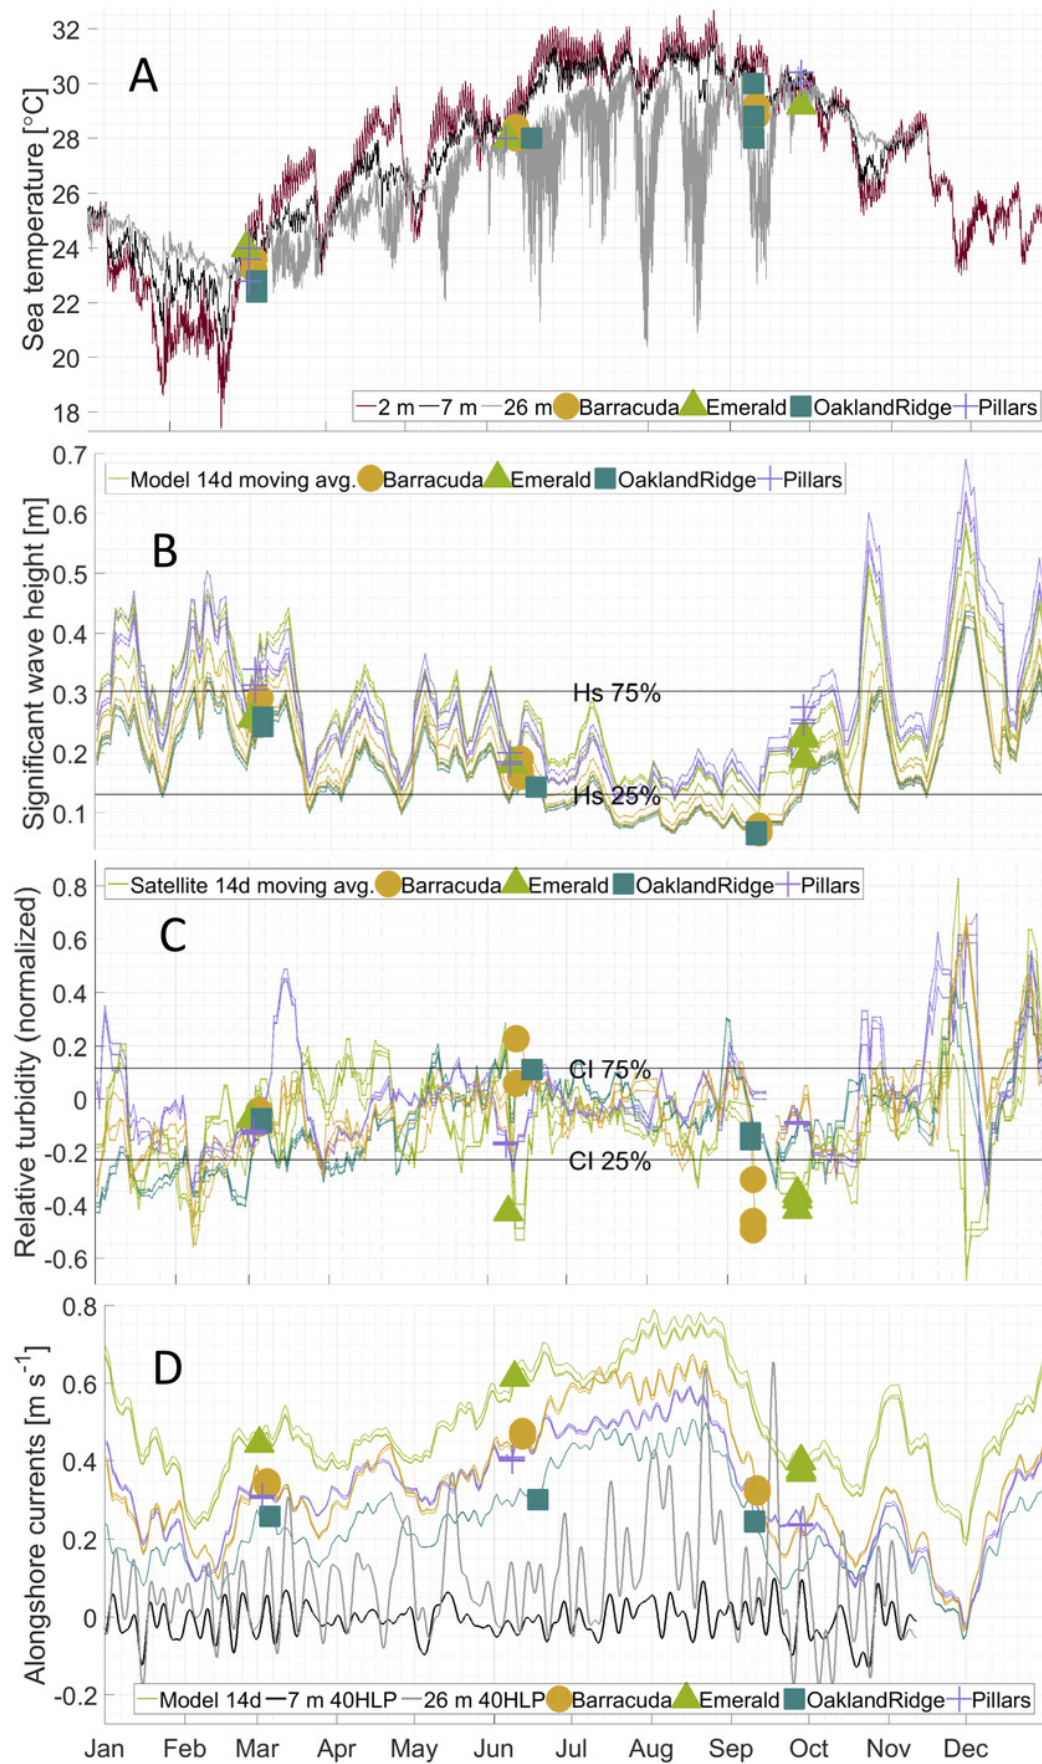 A
Sea temperature [°C]
32
30
28
26
24
22
20
18
2 m 7 m 26 m Barracuda Emerald OaklandRidge Pillars
B
Significant wave height [m]
0.7
0.6
0.5
0.4
0.3
0.2
0.1
Model 14d moving avg. Barracuda Emerald OaklandRidge Pillars
Hs 75%
Hs 25%
C
Relative turbidity (normalized)
0.8
0.6
0.4
0.2
0
-0.2
-0.4
-0.6
Satellite 14d moving avg. Barracuda Emerald OaklandRidge Pillars
CI 75%
CI 25%
D
Alongshore currents [m s-1]
0.8
0.6
0.4
0.2
0
-0.2
Model 14d 7 m 40HLP 26 m 40HLP Barracuda Emerald OaklandRidge Pillars
Jan Feb Mar Apr May Jun Jul Aug Sep Oct Nov Dec